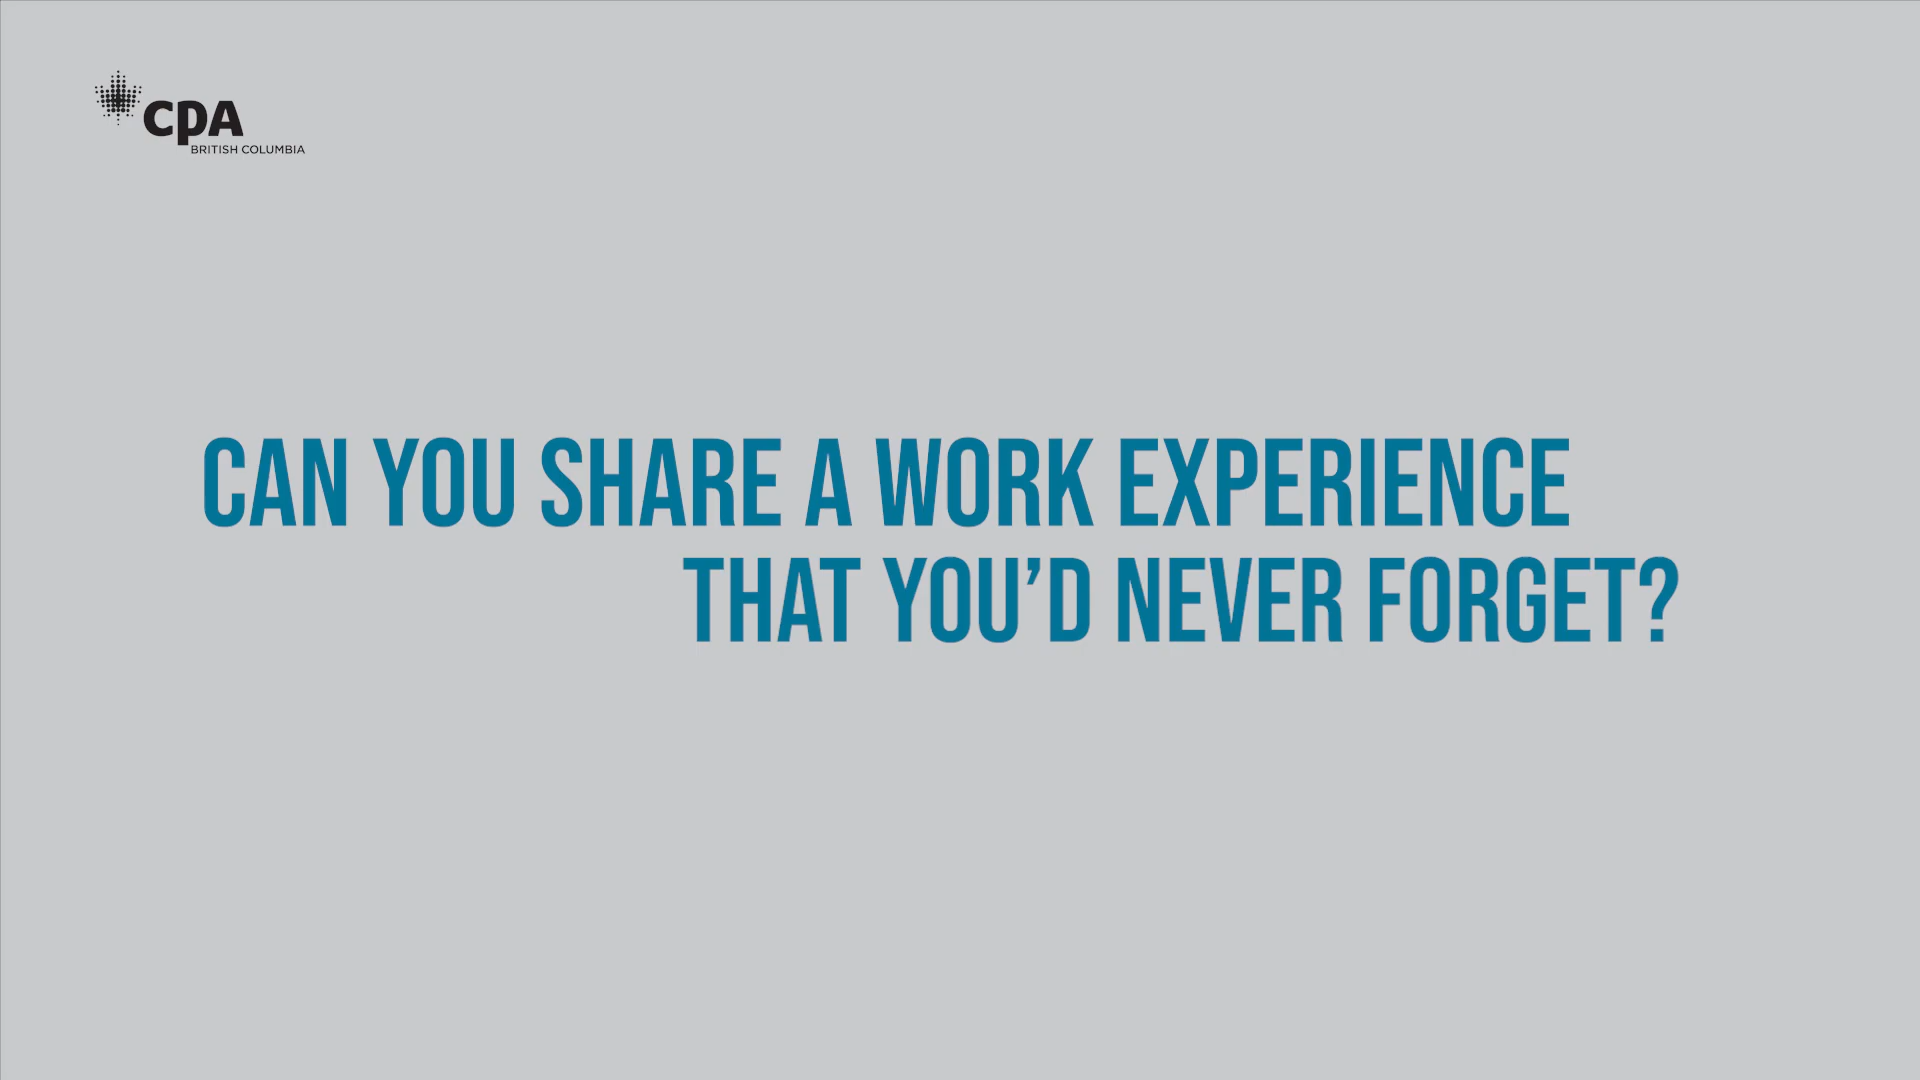 cpa
BRITISH COLUMBIA
CAN YOU SHARE A WORK EXPERIENCE
THAT YOU’D NEVER FORGET?